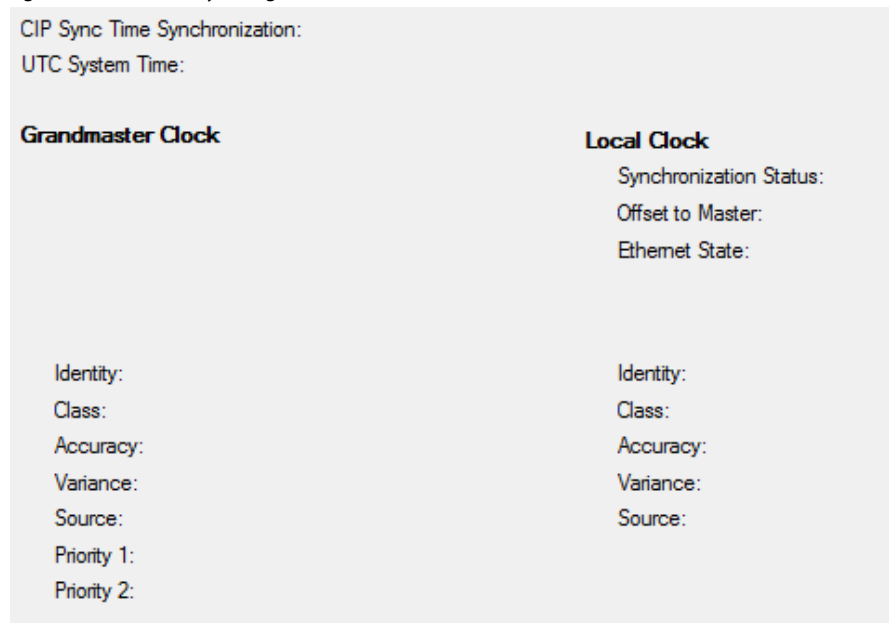 CIP Sync Time Synchronization:
UTC System Time:
Grandmaster Clock
Identity:
Class:
Accuracy:
Variance:
Source:
Priority 1:
Priority 2:
Local Clock
Synchronization Status:
Offset to Master:
Ethernet State:
Identity:
Class:
Accuracy:
Variance:
Source: